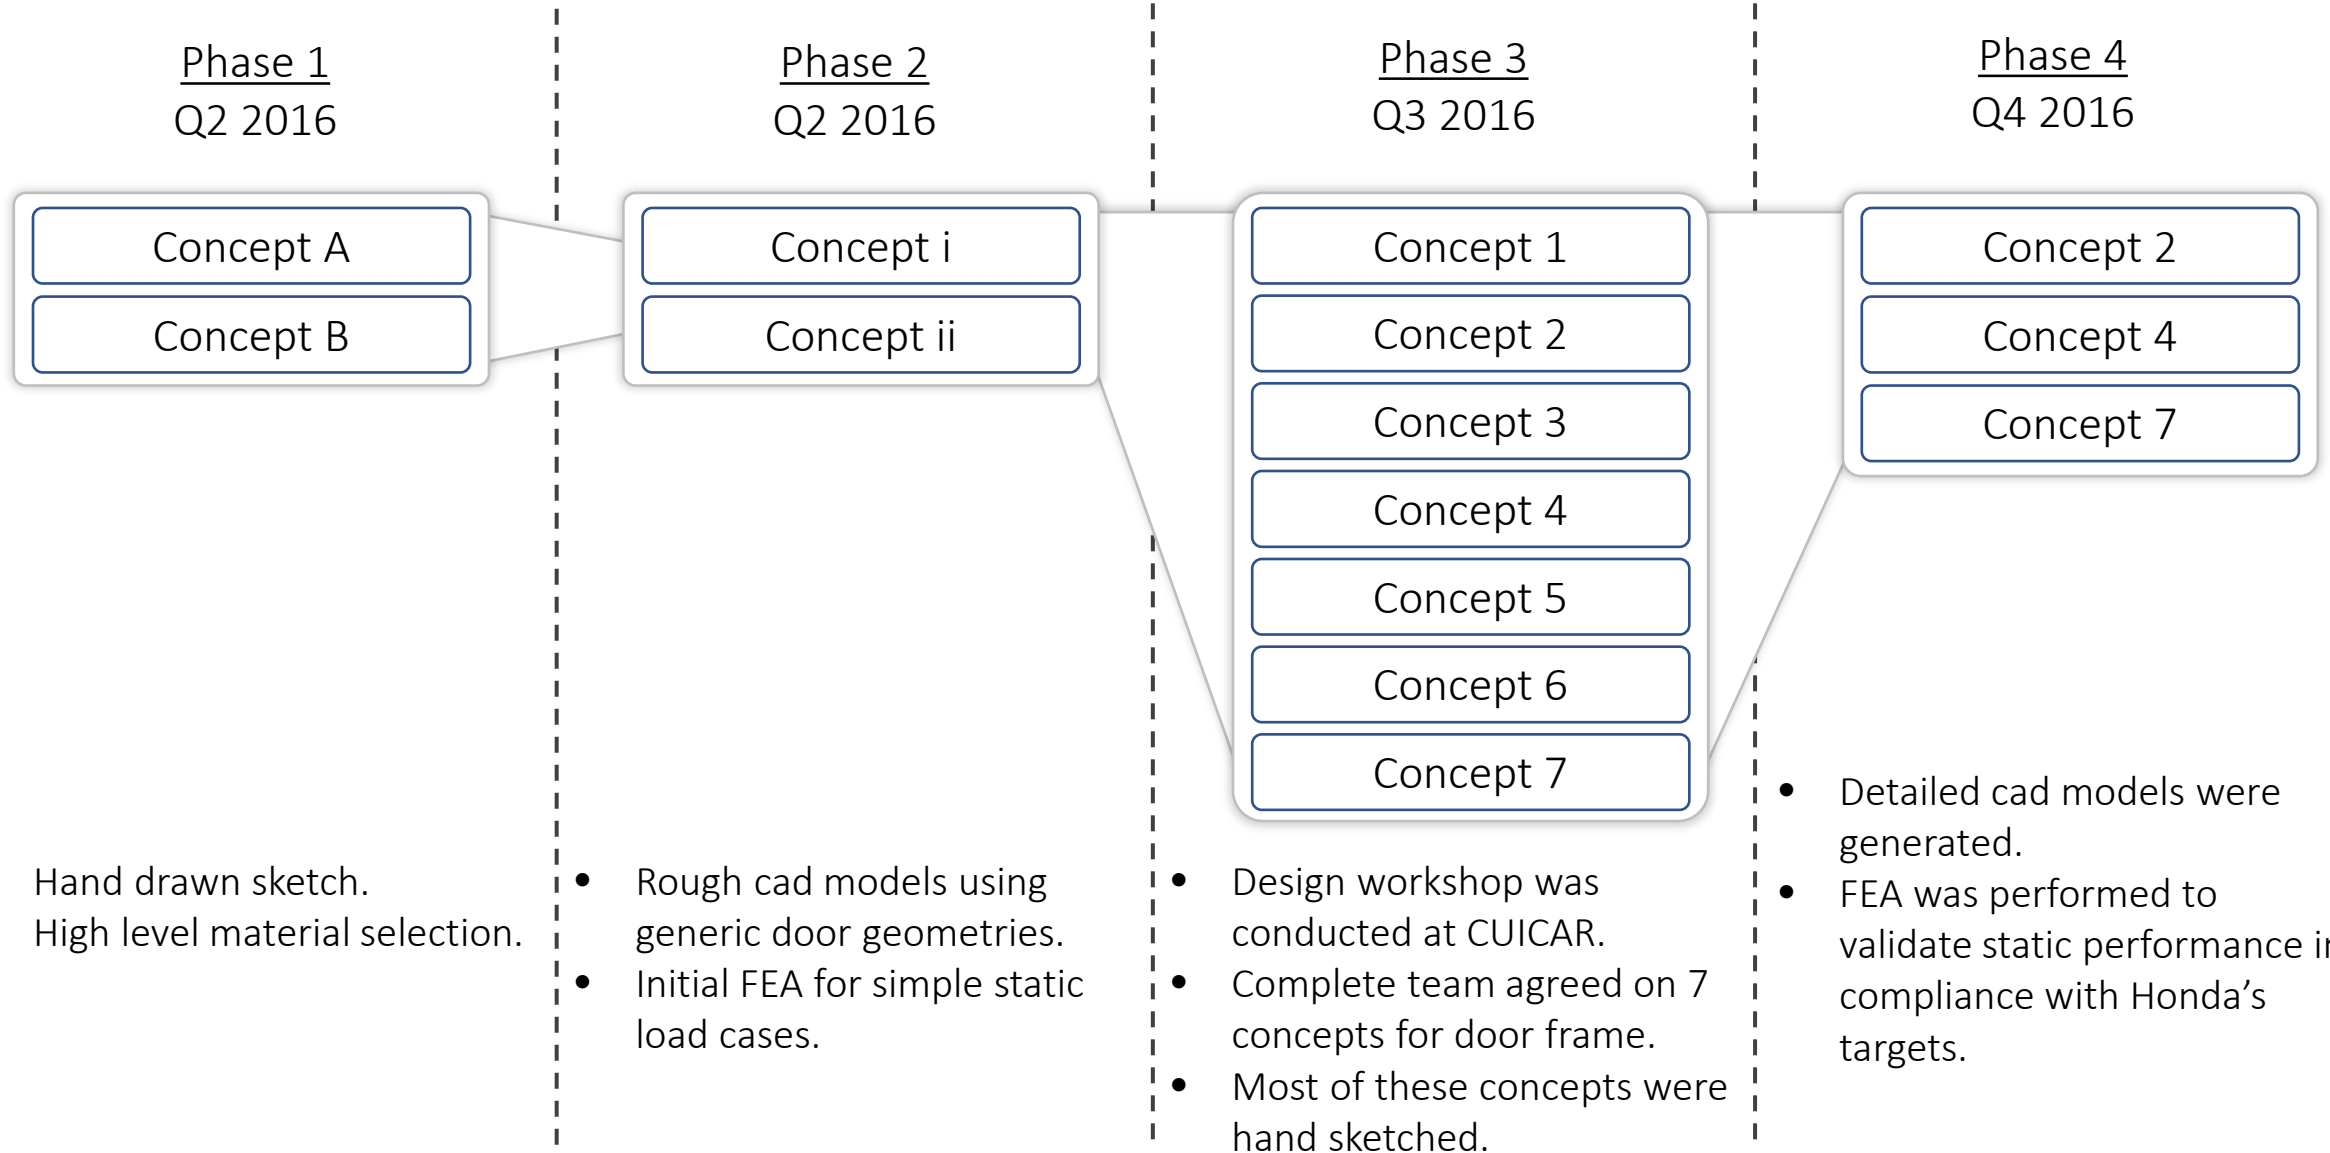 Phase 1
Q2 2016
Concept A
Concept B
Hand drawn sketch.
High level material selection.
Phase 2
Q2 2016
Concept i
Concept ii
• Rough cad models using
generic door geometries.
• Initial FEA for simple static
load cases.
Phase 3
Q3 2016
Concept 1
Concept 2
Concept 3
Concept 4
Concept 5
Concept 6
Concept 7
• Design workshop was
conducted at CUICAR.
• Complete team agreed on 7
concepts for door frame.
• Most of these concepts were
hand sketched.
Phase 4
Q4 2016
Concept 2
Concept 4
Concept 7
• Detailed cad models were
generated.
• FEA was performed to
validate static performance in
compliance with Honda’s
targets.